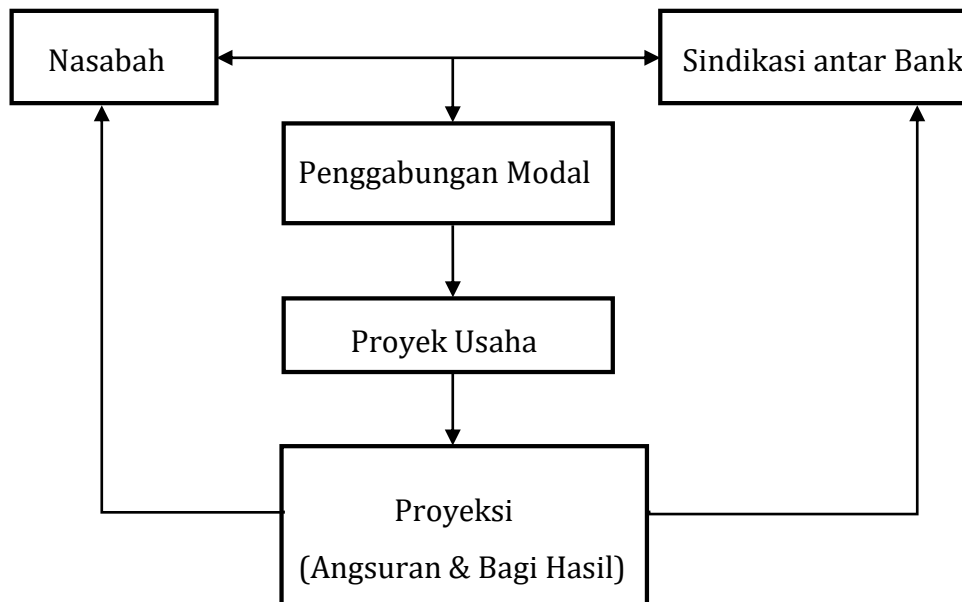 Nasabah
Sindikasi antar Bank
Penggabungan Modal
Proyek Usaha
Proyeksi
(Angsuran & Bagi Hasil)